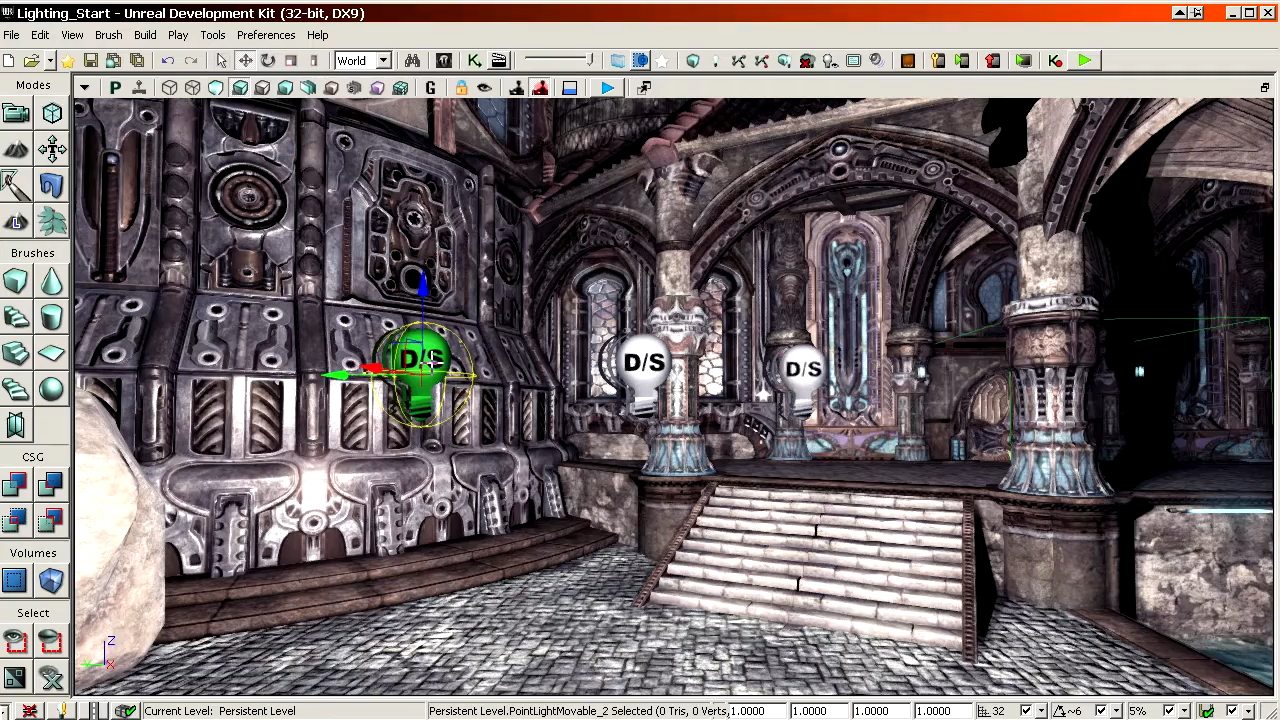 Lighting_Start - Unreal Development Kit (32-bit, DX9)
File Edit View Brush Build Play Tools Preferences Help
World
Modes
P G
Brushes
D/S D/S D/S
CSG
Volumes
Select
Z
Y X
Current Level: Persistent Level Persistent Level.PointLightMovable_2 Selected (0 Tris, 0 Verts, 1.0000 1.0000 1.0000 1.0000 32 6 5%